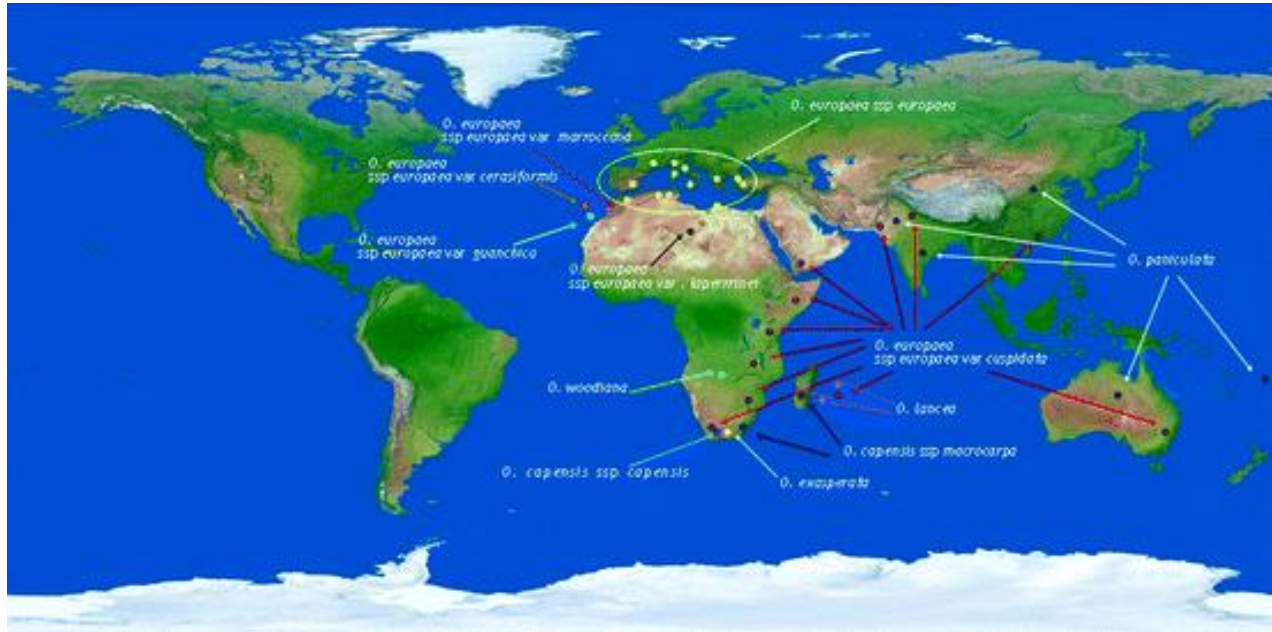 O. europaea ssp europaea
O. europaea
ssp europaea var marroccana
O. europaea
ssp europaea var cerasiformis
O. europaea
ssp europaea var guanchica
O. europaea
ssp europaea var . laperrinei
O. paniculata
O. europaea
ssp europaea var cuspidata
O. woodiana
O. lancea
O. capensis ssp macrocarpa
O. capensis ssp capensis
O. exasperata